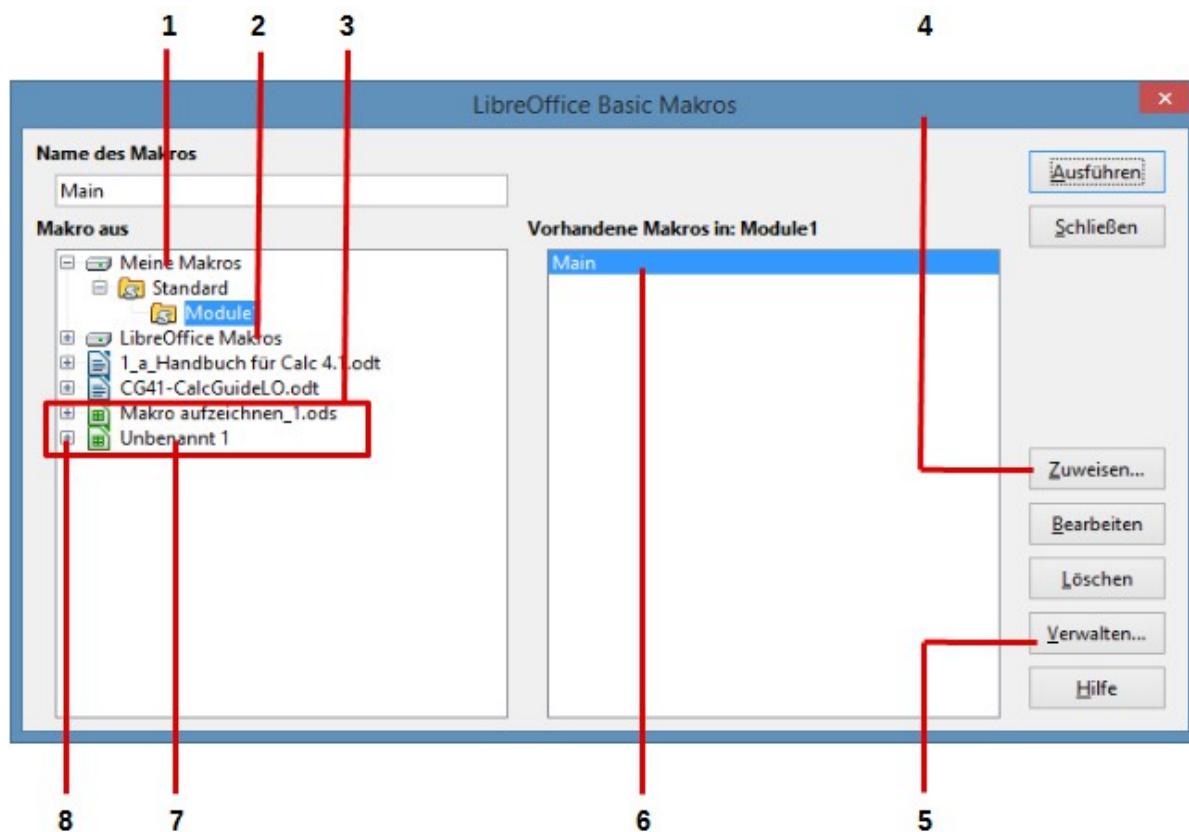 1 2 3 4
LibreOffice Basic Makros
Name des Makros
Main
Makro aus
Meine Makros
Standard
Module
LibreOffice Makros
1_a_Handbuch für Calc 4.1.odt
CG41-CalcGuideLO.odt
Makro aufzeichnen_1.ods
Unbenannt 1
Vorhandene Makros in: Module1
Main
Ausführen
Schließen
Zuweisen...
Bearbeiten
Löschen
Verwalten...
Hilfe
8 7 6 5